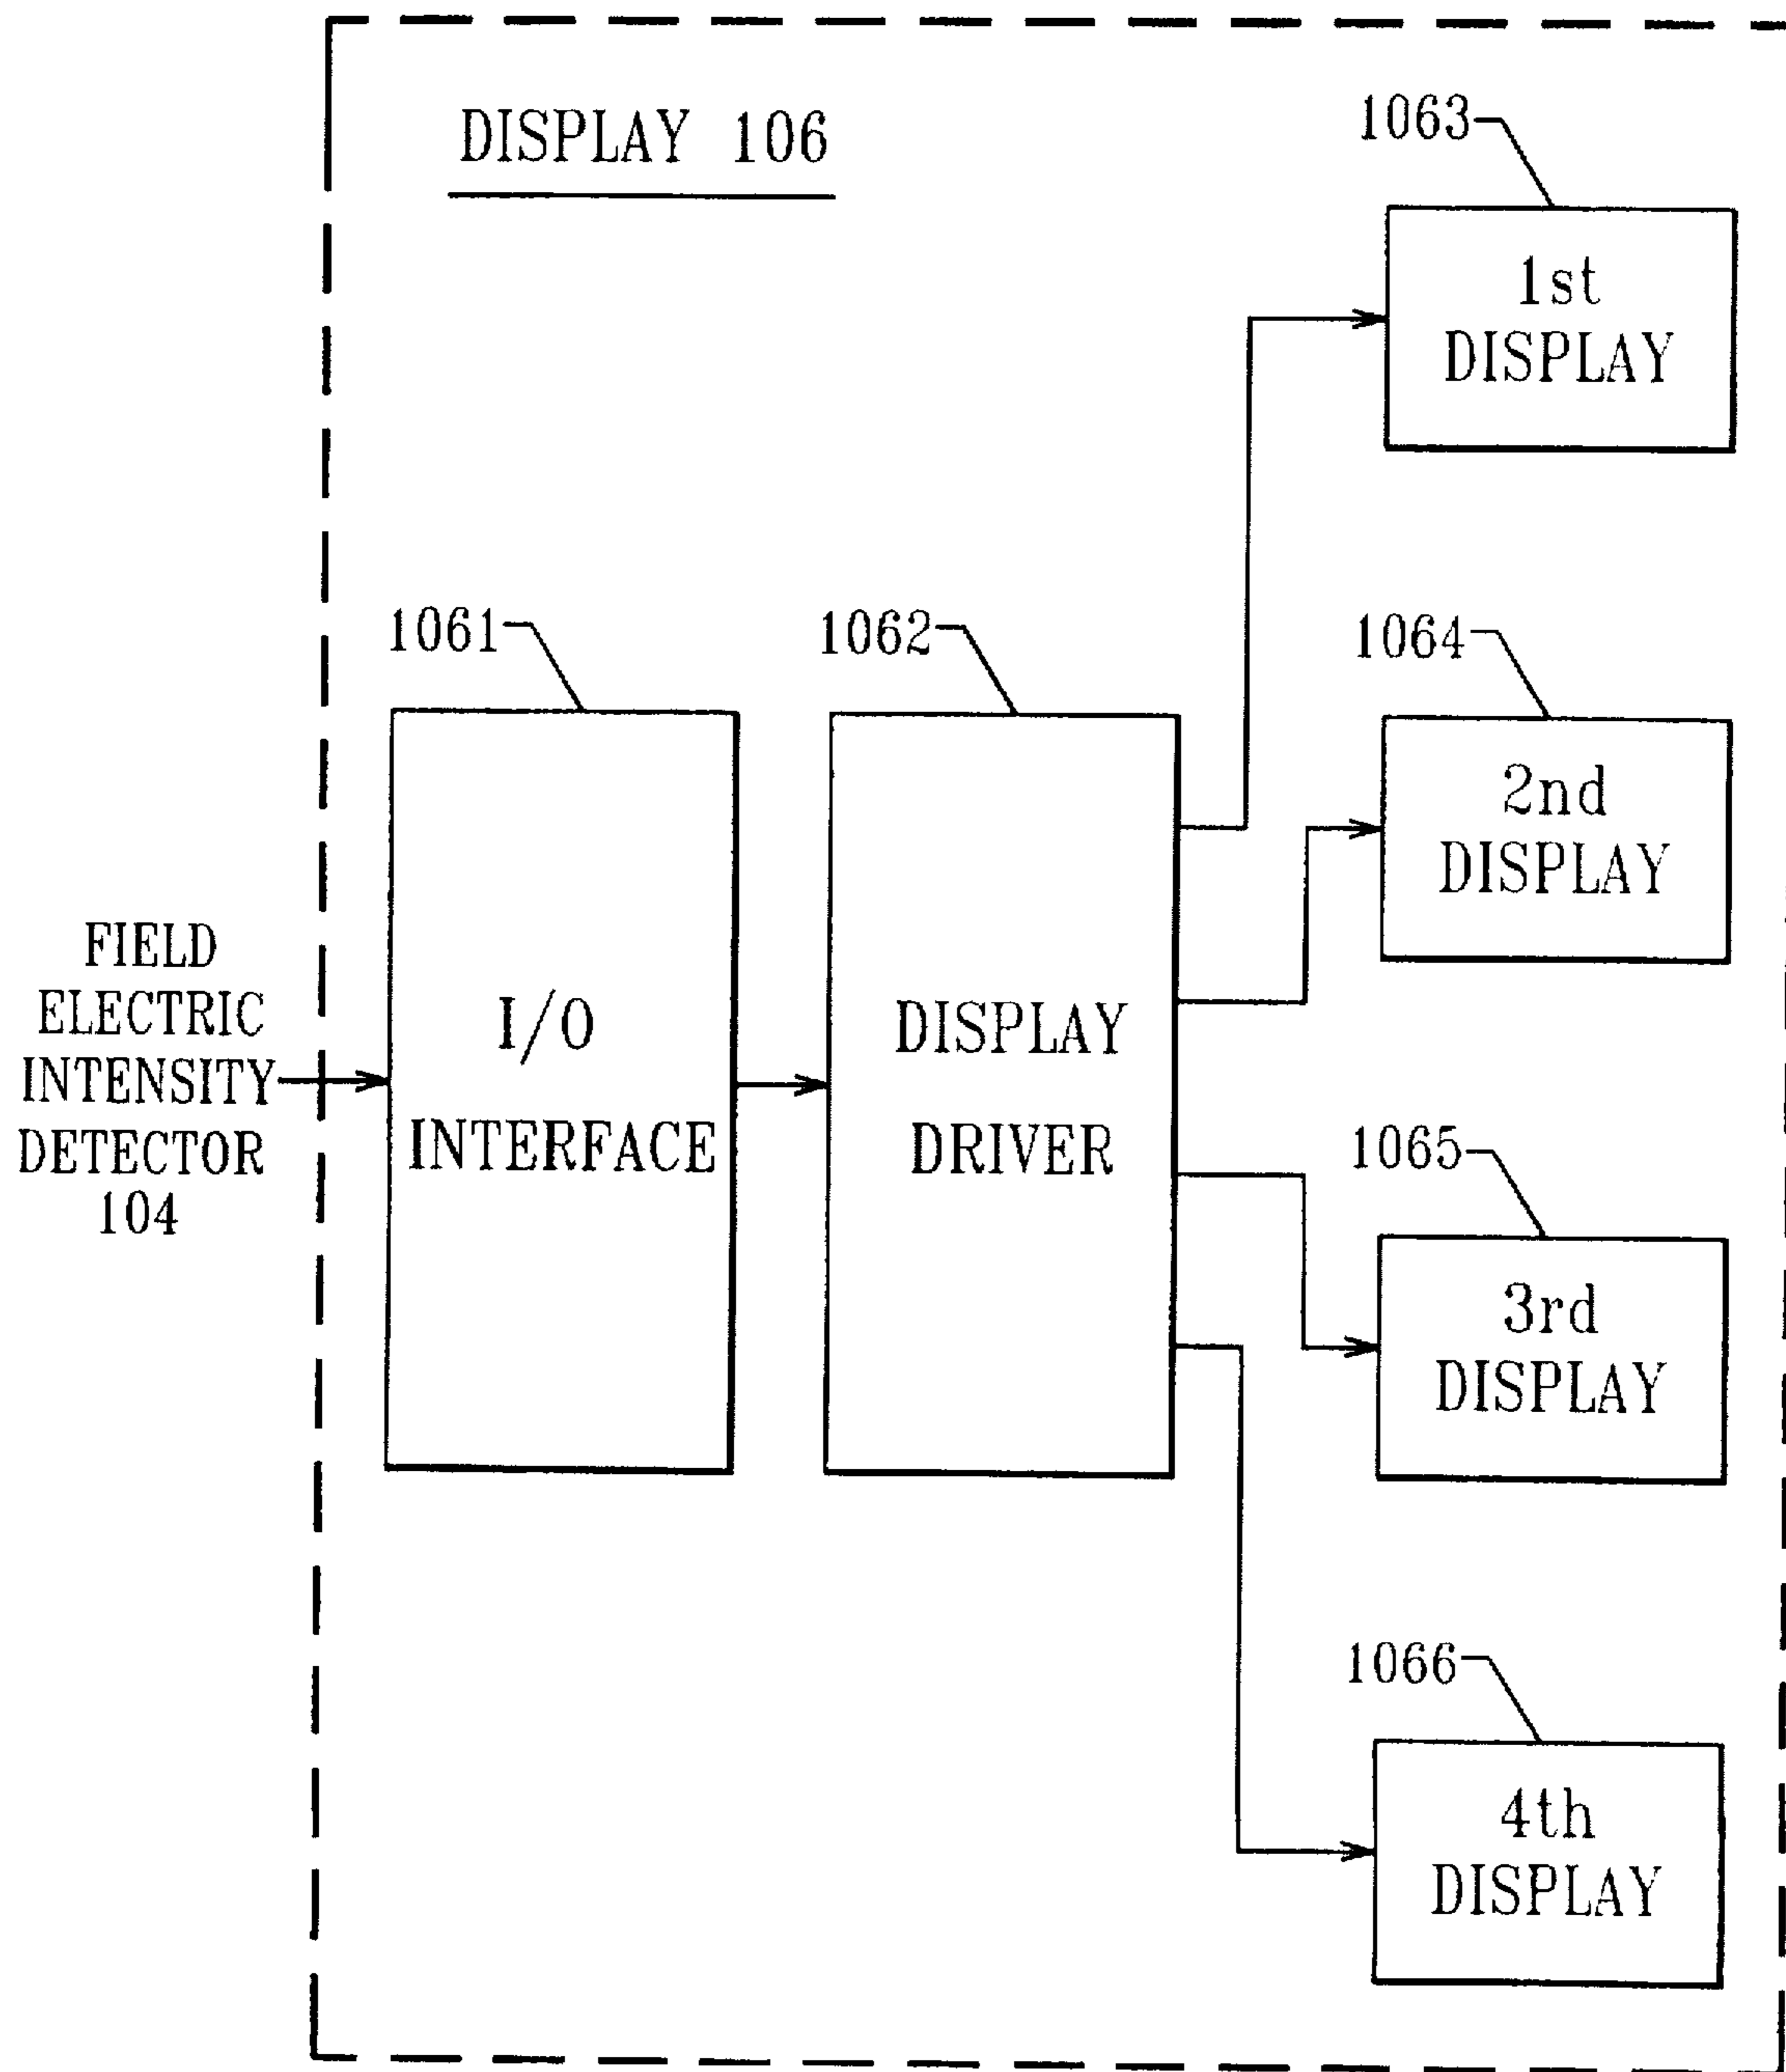 DISPLAY 106
1063
1st
DISPLAY
1061
1062
1064
2nd
DISPLAY
FIELD
ELECTRIC
INTENSITY
DETECTOR
104
I/O
INTERFACE
DISPLAY
DRIVER
1065
3rd
DISPLAY
1066
4th
DISPLAY